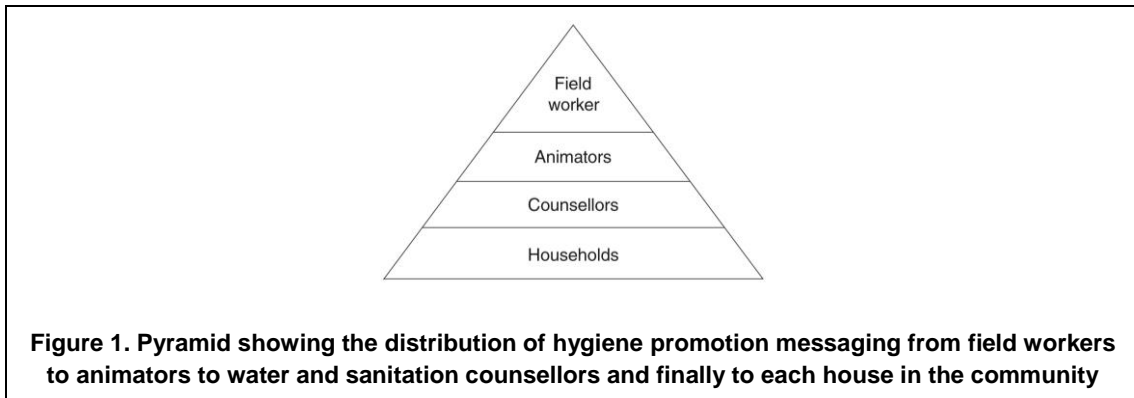 Field
worker
Animators
Counsellors
Households
Figure 1. Pyramid showing the distribution of hygiene promotion messaging from field workers
to animators to water and sanitation counsellors and finally to each house in the community